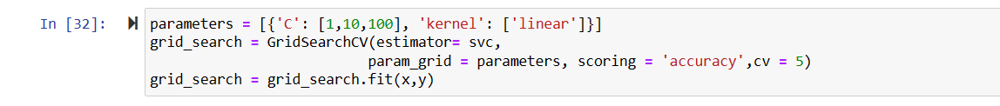 In [32]: parameters = [{'C': [1,10,100], 'kernel': ['linear']}]
grid_search = GridSearchCV(estimator= svc,
param_grid = parameters, scoring = 'accuracy',cv = 5)
grid_search = grid_search.fit(x,y)